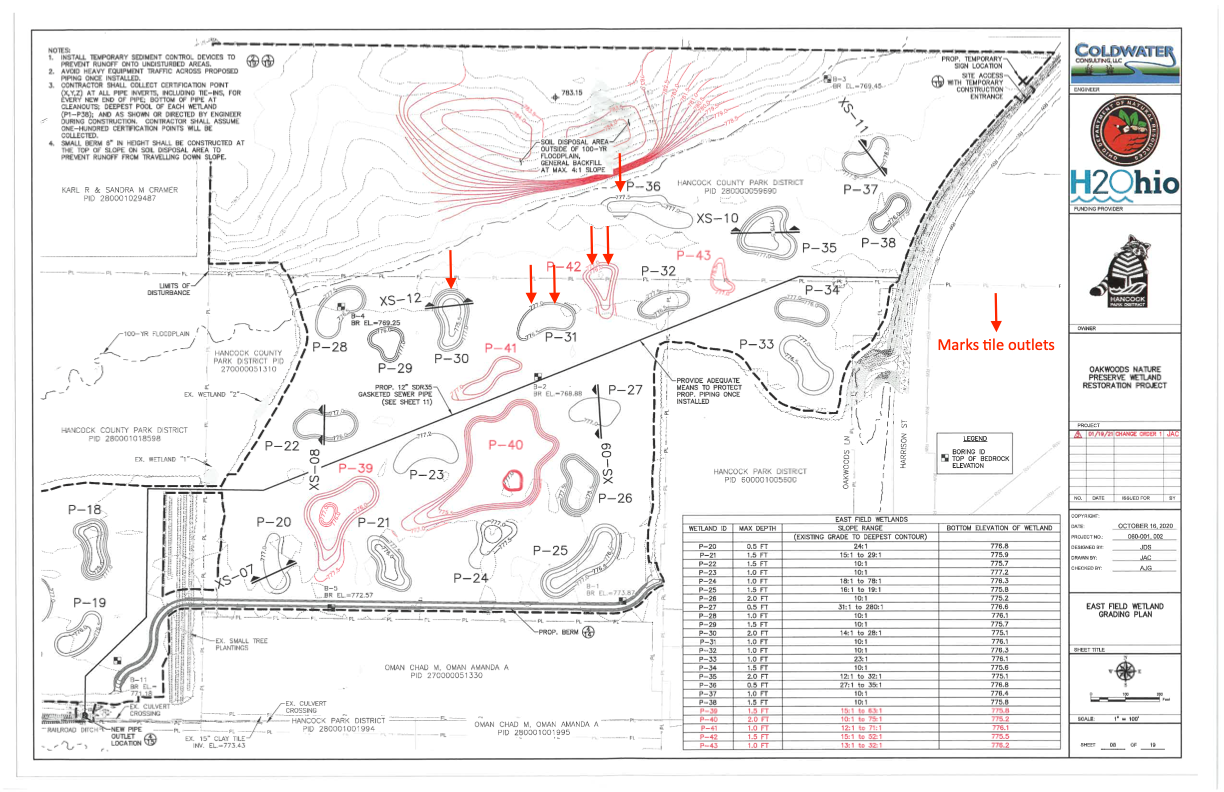 NOTES:
1. INSTALL TEMPORARY SEDIMENT CONTROL DEVICES TO
PREVENT RUNOFF ONTO UNDISTURBED AREAS.
2. AVOID HEAVY EQUIPMENT TRAFFIC ACROSS PROPOSED
PIPING ONCE INSTALLED.
3. CONTRACTOR SHALL COLLECT CERTIFICATION POINT
(X,Y,Z) AT ALL PIPE INVERTS, INCLUDING TIE-INS, FOR
EVERY NEW END OF PIPE; BOTTOM OF PIPE AT
CLEANOUTS; DEEPEST POOL OF EACH WETLAND
(P1-P38); AND AS SHOWN OR DIRECTED BY ENGINEER
DURING CONSTRUCTION. CONTRACTOR SHALL ASSUME
ONE-HUNDRED CERTIFICATION POINTS WILL BE
COLLECTED.
4. SMALL BERM 6" IN HEIGHT SHALL BE CONSTRUCTED AT
THE TOP OF SLOPE ON SOIL DISPOSAL AREA TO
PREVENT RUNOFF FROM TRAVELLING DOWN SLOPE.
KARL R & SANDRA M CRAMER
PID 280001029487
783.15
SOIL DISPOSAL AREA
OUTSIDE OF 100-YR
FLOODPLAIN,
GENERAL BACKFILL
AT MAX. 4:1 SLOPE
B-3
BR EL.=769.45
PROP. TEMPORARY
SIGN LOCATION
SITE ACCESS
WITH TEMPORARY
CONSTRUCTION
ENTRANCE
XS-11
P-36
HANCOCK COUNTY PARK DISTRICT
PID 280000059690
P-37
XS-10
P-35
P-38
P-43
P-42
P-32
P-34
LIMITS OF
DISTURBANCE
XS-12
B-4
BR EL.=769.25
P-28
P-29
P-30
P-31
P-33
Marks tile outlets
100-YR FLOODPLAIN
HANCOCK COUNTY
PARK DISTRICT
270000051310
EX. WETLAND "2"
P-41
PROP. 12" SDR35
GASKETED SEWER PIPE
(SEE SHEET 11)
B-2
BR EL.=768.88
P-27
PROVIDE ADEQUATE
MEANS TO PROTECT
PROP. PIPING ONCE
INSTALLED
HANCOCK COUNTY PARK DISTRICT
PID 280001018598
EX. WETLAND "1"
P-22
XS-08
P-23
P-40
XS-09
P-39
P-26
HANCOCK PARK DISTRICT
PID 600001005600
OAKWOODS LN
HARRISON ST
LEGEND
BORING ID
TOP OF BEDROCK
ELEVATION
P-18
P-20
P-21
P-24
P-25
XS-07
B-5
BR EL.=772.57
B-1
BR EL.=773.87
P-19
PROP. BERM
EX. SMALL TREE
PLANTINGS
B-11
BR EL.=
771.18
EX. CULVERT
CROSSING
RAILROAD DITCH
NEW PIPE
OUTLET
LOCATION
EX. 15" CLAY TILE
INV. EL.=773.43
EX. CULVERT
CROSSING
HANCOCK PARK DISTRICT
280001001994
OMAN CHAD M, OMAN AMANDA A
PID 270000051330
OMAN CHAD M, OMAN AMANDA A
PID 280001001995
EAST FIELD WETLANDS
WETLAND ID MAX DEPTH SLOPE RANGE (EXISTING GRADE TO DEEPEST CONTOUR) BOTTOM ELEVATION OF WETLAND
P-20 0.5 FT 24:1 776.8
P-21 1.5 FT 15:1 to 29:1 775.9
P-22 1.5 FT 10:1 775.7
P-23 1.0 FT 10:1 777.2
P-24 1.0 FT 18:1 to 78:1 776.3
P-25 1.5 FT 16:1 to 19:1 775.8
P-26 2.0 FT 10:1 775.2
P-27 0.5 FT 31:1 to 280:1 776.6
P-28 1.0 FT 10:1 776.1
P-29 1.5 FT 10:1 775.7
P-30 2.0 FT 14:1 to 28:1 775.1
P-31 1.0 FT 10:1 776.1
P-32 1.0 FT 10:1 776.3
P-33 1.0 FT 23:1 776.1
P-34 1.5 FT 10:1 775.6
P-35 2.0 FT 12:1 to 32:1 775.1
P-36 0.5 FT 27:1 to 35:1 776.8
P-37 1.0 FT 10:1 776.4
P-38 1.5 FT 10:1 775.8
P-39 1.5 FT 15:1 to 63:1 775.8
P-40 2.0 FT 10:1 to 75:1 775.2
P-41 1.0 FT 12:1 to 71:1 776.1
P-42 1.5 FT 15:1 to 32:1 775.5
P-43 1.0 FT 13:1 to 32:1 776.2
COLDWATER
CONSULTING, LLC
ENGINEER
OHIO DEPARTMENT OF NATURAL RESOURCES
H2Ohio
FUNDING PROVIDER
HANCOCK
PARK DISTRICT
OWNER
OAKWOODS NATURE
PRESERVE WETLAND
RESTORATION PROJECT
PROJECT
01/19/21 CHANGE ORDER 1 JAC
NO. DATE ISSUED FOR BY
COPYRIGHT:
DATE: OCTOBER 16, 2020
PROJECT NO.: 060-001, 002
DESIGNED BY: JDS
DRAWN BY: JAC
CHECKED BY: AJG
EAST FIELD WETLAND
GRADING PLAN
SHEET TITLE
0 100 200
Feet
SCALE: 1" = 100'
SHEET 08 OF 19